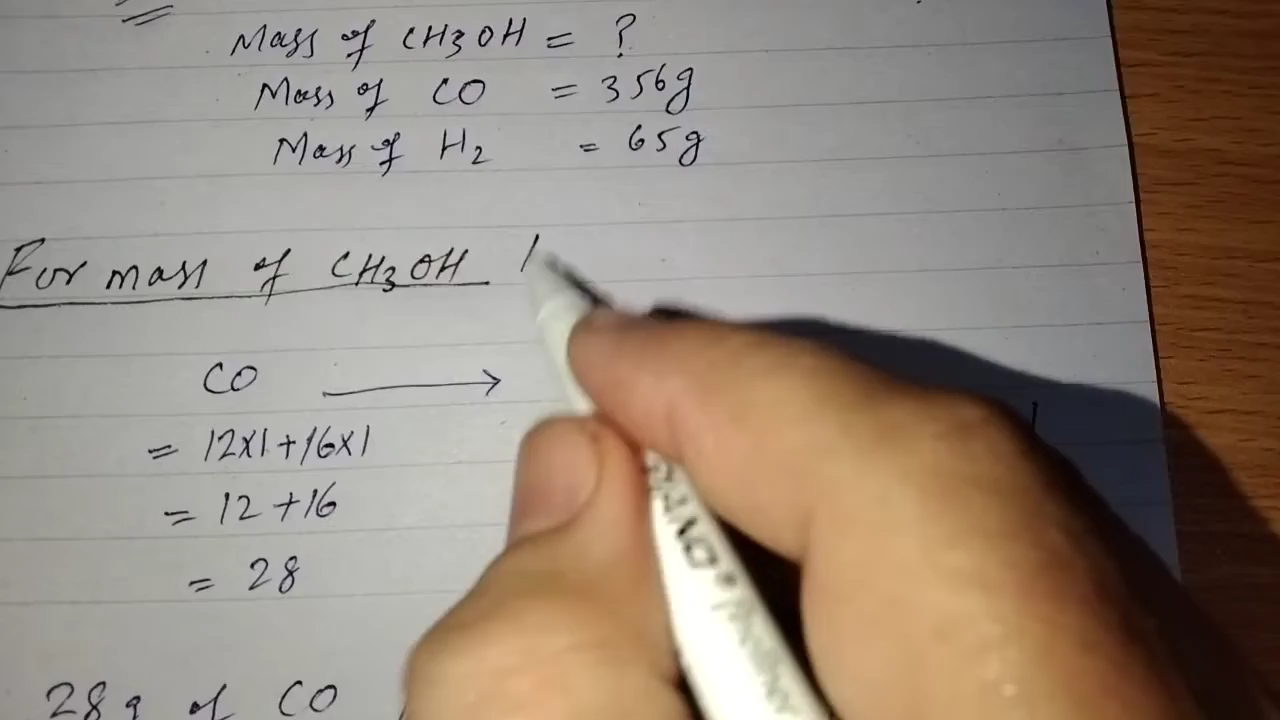 Mass of CH3OH = ?
Mass of CO = 356g
Mass of H2 = 65g
For mass of CH3OH
CO ⟶
= 12x1+16x1
= 12+16
= 28
28g of CO